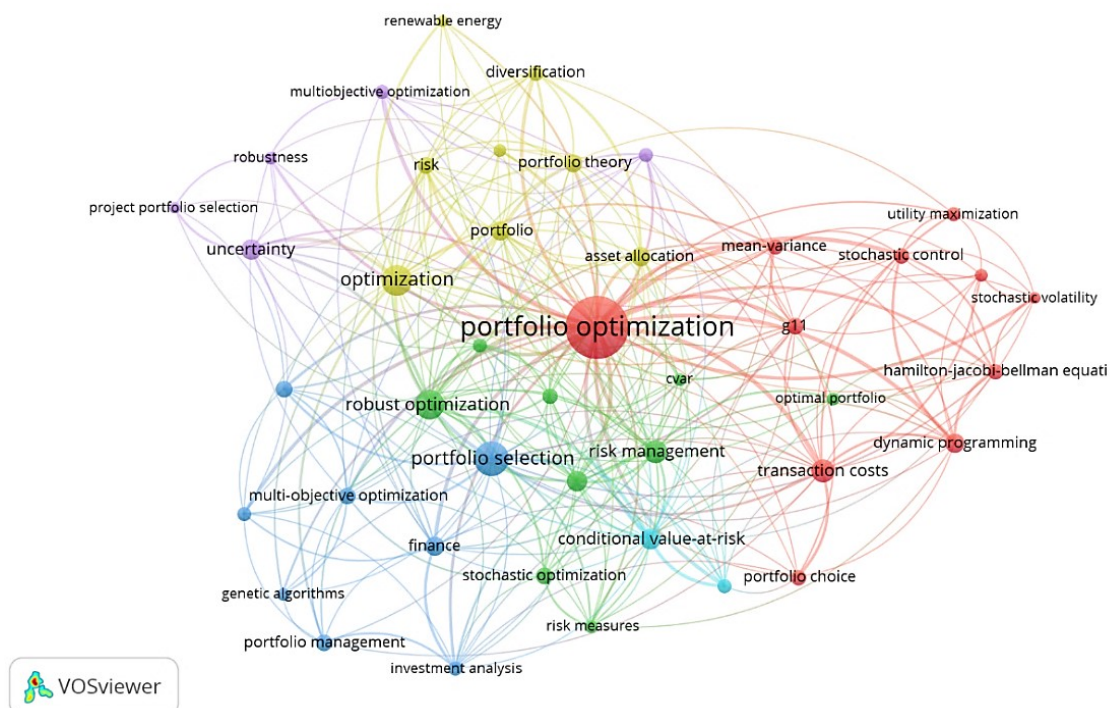 renewable energy
diversification
multiobjective optimization
robustness
risk
portfolio theory
project portfolio selection
utility maximization
uncertainty
portfolio
mean-variance
asset allocation
stochastic control
optimization
stochastic volatility
portfolio optimization
g11
hamilton-jacobi-bellman equati
cvar
optimal portfolio
robust optimization
dynamic programming
portfolio selection
risk management
transaction costs
multi-objective optimization
conditional value-at-risk
finance
stochastic optimization
portfolio choice
genetic algorithms
risk measures
portfolio management
investment analysis
VOSviewer